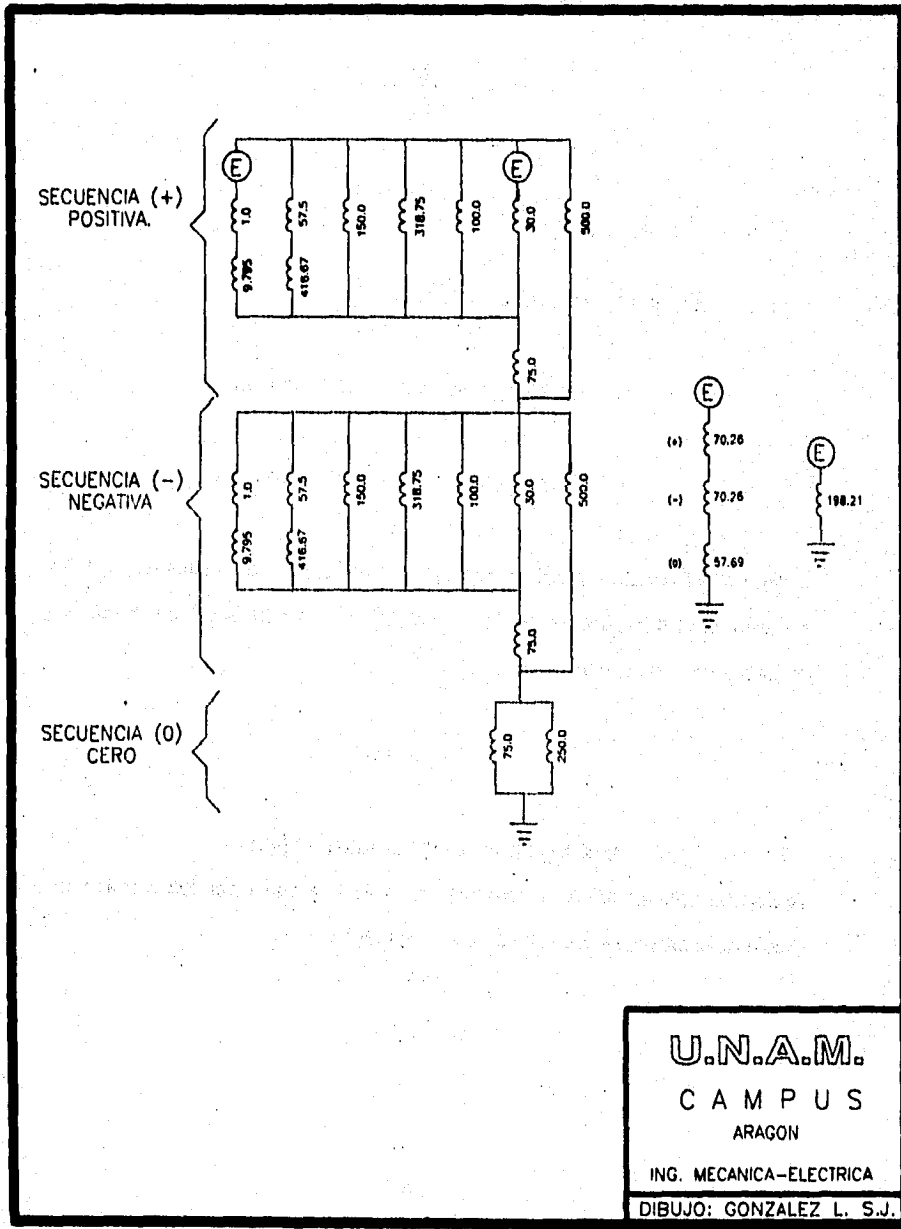 SECUENCIA (+)
POSITIVA.
E
E
1.0
57.5
150.0
318.75
100.0
30.0
500.0
9.795
416.67
75.0
SECUENCIA (-)
NEGATIVA
1.0
57.5
150.0
318.75
100.0
30.0
500.0
9.795
416.67
75.0
E
(+) 70.26
(-) 70.26
(0) 57.69
E
198.21
SECUENCIA (0)
CERO
75.0
250.0
U.N.A.M.
CAMPUS
ARAGON
ING. MECANICA-ELECTRICA
DIBUJO: GONZALEZ L. S.J.